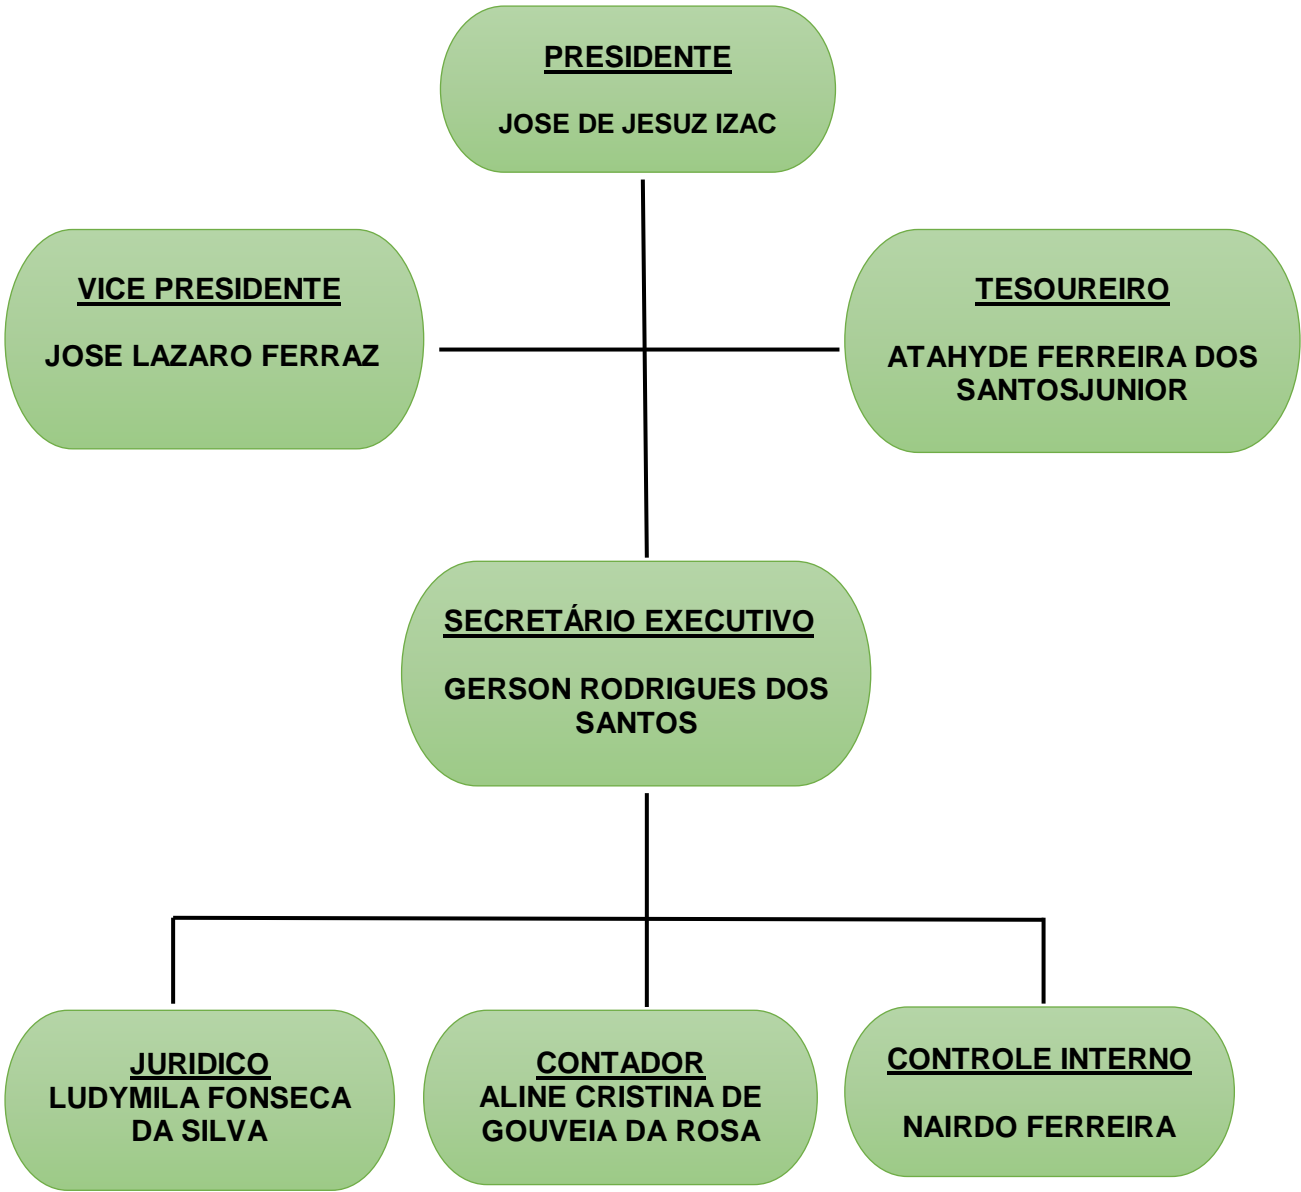 PRESIDENTE
JOSE DE JESUZ IZAC
VICE PRESIDENTE
JOSE LAZARO FERRAZ
TESOUREIRO
ATAHYDE FERREIRA DOS
SANTOSJUNIOR
SECRETÁRIO EXECUTIVO
GERSON RODRIGUES DOS
SANTOS
JURIDICO
LUDYMILA FONSECA
DA SILVA
CONTADOR
ALINE CRISTINA DE
GOUVEIA DA ROSA
CONTROLE INTERNO
NAIRDO FERREIRA